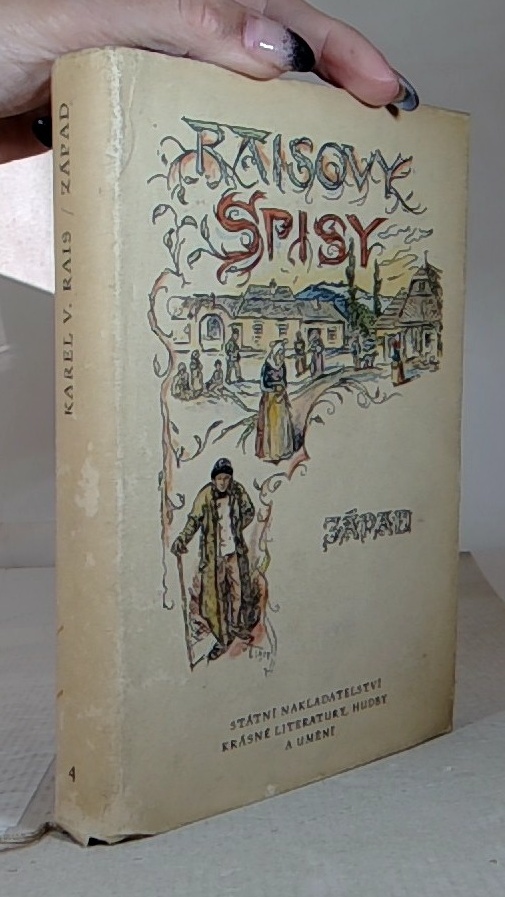 KAREL V. RAIS / ZÁPAD
4
RAISOVY
SPISY
ZÁPAD
STÁTNÍ NAKLADATELSTVÍ
KRÁSNÉ LITERATURY, HUDBY
A UMĚNÍ